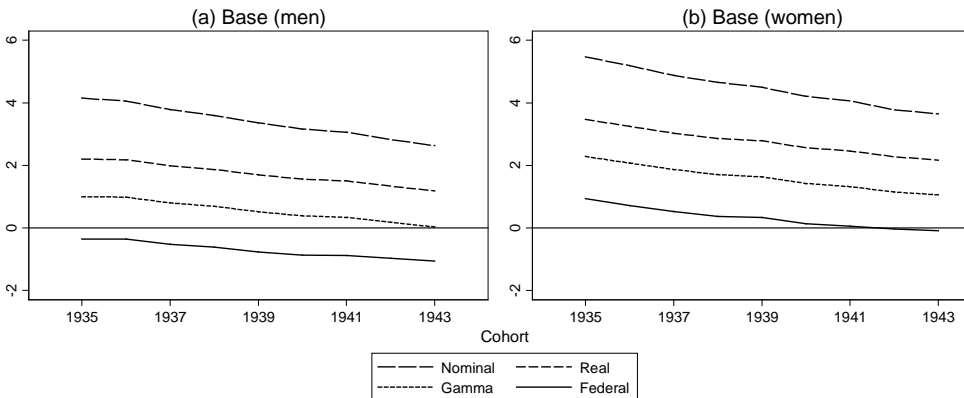 (a) Base (men)
6
4
2
0
-2
1935 1937 1939 1941 1943
(b) Base (women)
6
4
2
0
-2
1935 1937 1939 1941 1943
Cohort
Nominal Real
Gamma Federal